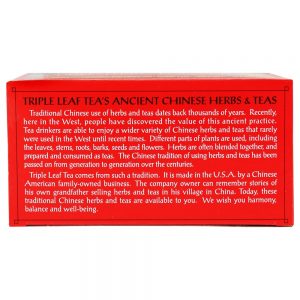 TRIPLE LEAF TEA'S ANCIENT CHINESE HERBS & TEAS
Traditional Chinese use of herbs and teas dates back thousands of years. Recently,
here in the West, people have discovered the value of this ancient practice.
Tea drinkers are able to enjoy a wider variety of Chinese herbs and teas that rarely
were used in the West until recent times. Different parts of plants are used, including
the leaves, stems, roots, barks, seeds and flowers. Herbs are often blended together, and
prepared and consumed as teas. The Chinese tradition of using herbs and teas has been
passed on from generation to generation over the centuries.
Triple Leaf Tea comes from such a tradition. It is made in the U.S.A. by a Chinese
American family-owned business. The company owner can remember stories of
his own grandfather selling herbs and teas in his village in China. Today, these
traditional Chinese herbs and teas are available to you. We wish you harmony,
balance and well-being.